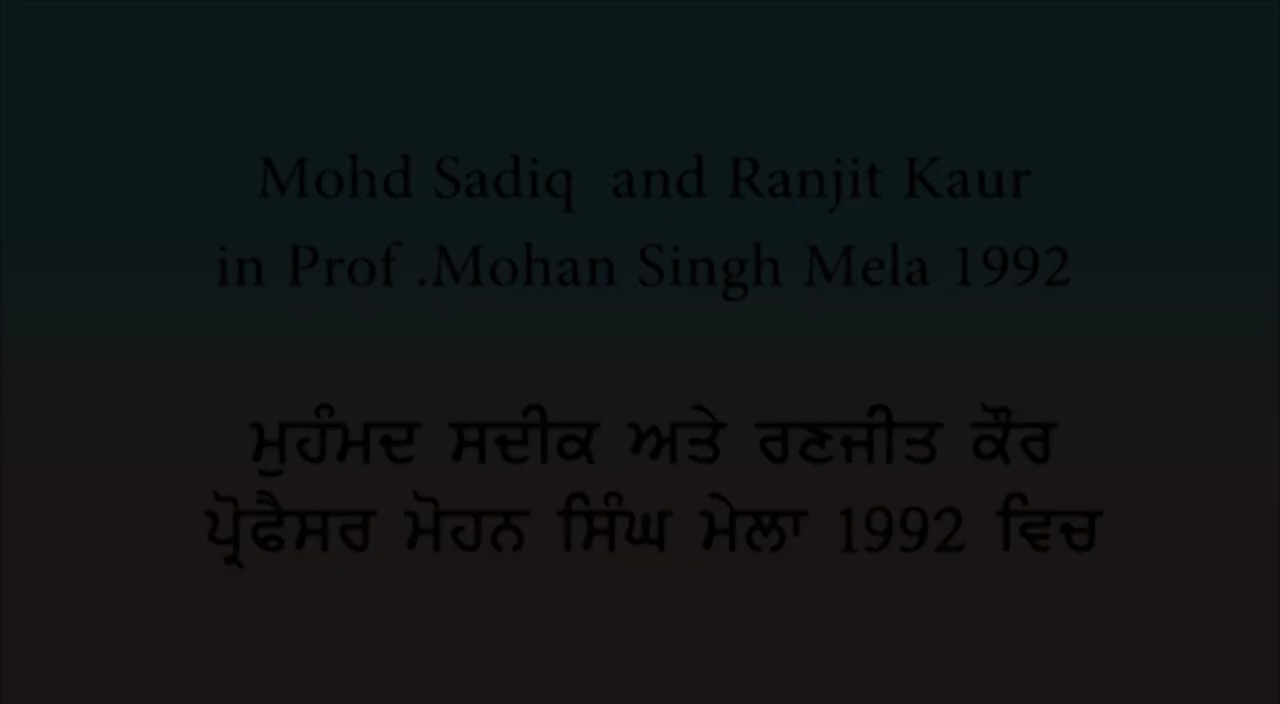 Mohd Sadiq and Ranjit Kaur
in Prof .Mohan Singh Mela 1992
ਮੁਹੰਮਦ ਸਦੀਕ ਅਤੇ ਰਣਜੀਤ ਕੌਰ
ਪ੍ਰੋਫੈਸਰ ਮੋਹਨ ਸਿੰਘ ਮੇਲਾ 1992 ਵਿਚ